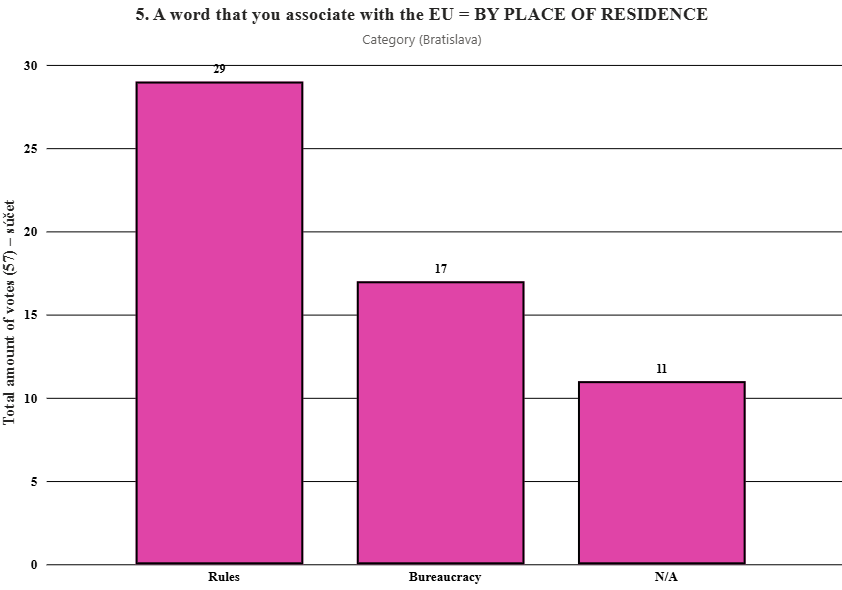 5. A word that you associate with the EU = BY PLACE OF RESIDENCE
Category (Bratislava)
Total amount of votes (57) – súčet
30
25
20
15
10
5
0
29
17
11
Rules
Bureaucracy
N/A